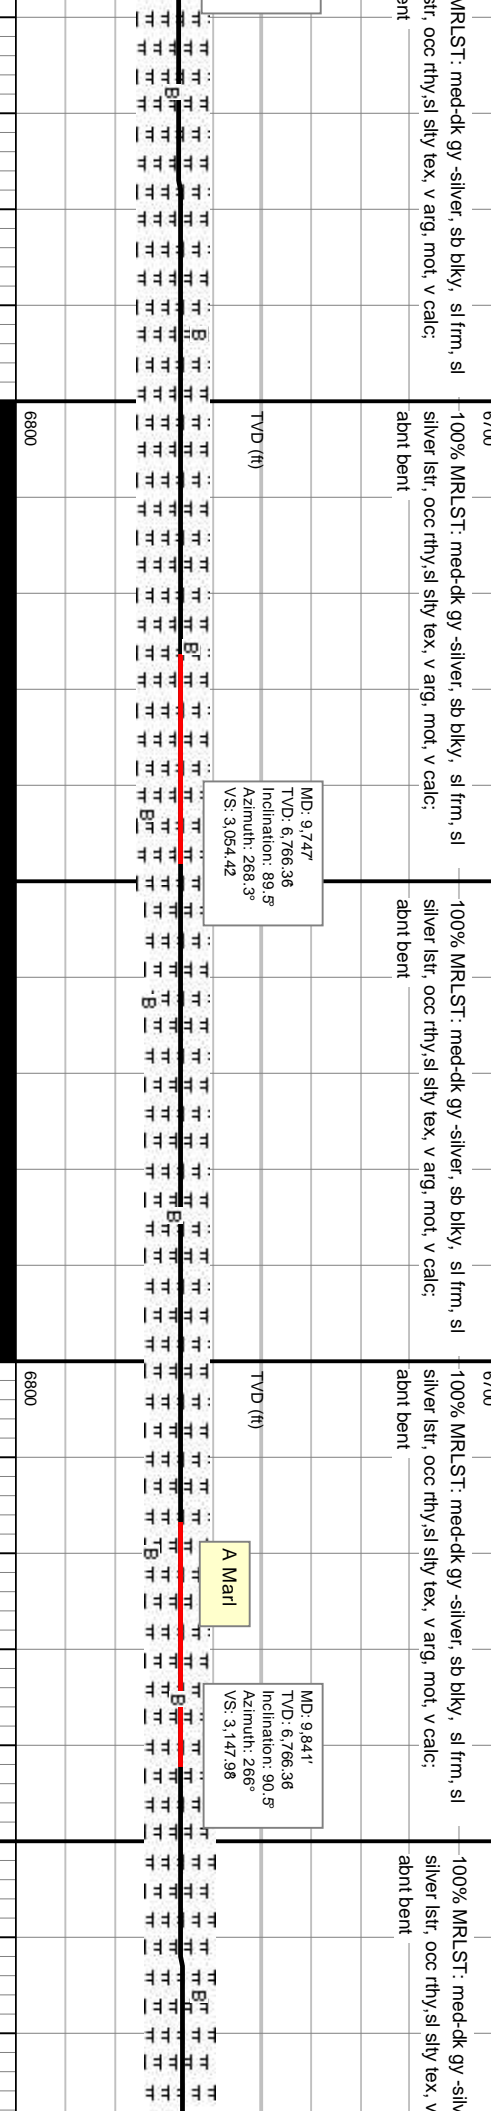 MRLST: med-dk gy -silver, sb blky, sl frm, sl
str, occ rthy,sl slty tex, v arg, mot, v calc;
ent
B
B
6700
100% MRLST: med-dk gy -silver, sb blky, sl frm, sl
silver lstr, occ rthy,sl slty tex, v arg, mot, v calc;
abnt bent
TVD (ft)
6800
B
B
MD: 9,747'
TVD: 6,766.36
Inclination: 89.5°
Azimuth: 268.3°
VS: 3,054.42
100% MRLST: med-dk gy -silver, sb blky, sl frm, sl
silver lstr, occ rthy,sl slty tex, v arg, mot, v calc;
abnt bent
B
B
6700
100% MRLST: med-dk gy -silver, sb blky, sl frm, sl
silver lstr, occ rthy,sl slty tex, v arg, mot, v calc;
abnt bent
TVD (ft)
6800
A Marl
B
B
MD: 9,841'
TVD: 6,766.36
Inclination: 90.5°
Azimuth: 266°
VS: 3,147.98
100% MRLST: med-dk gy -silv
silver lstr, occ rthy,sl slty tex, v
abnt bent
B